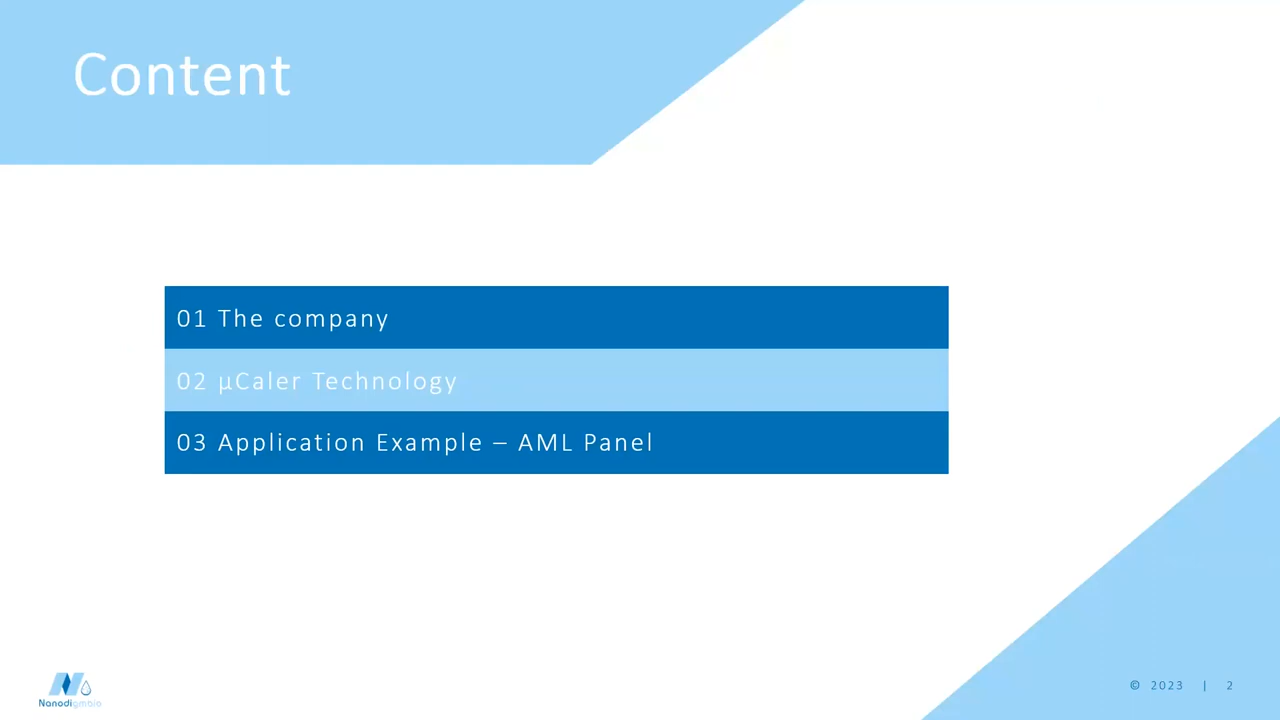 Content
01 The company
02 µCaler Technology
03 Application Example – AML Panel
Nanodigmbio
© 2023 | 2